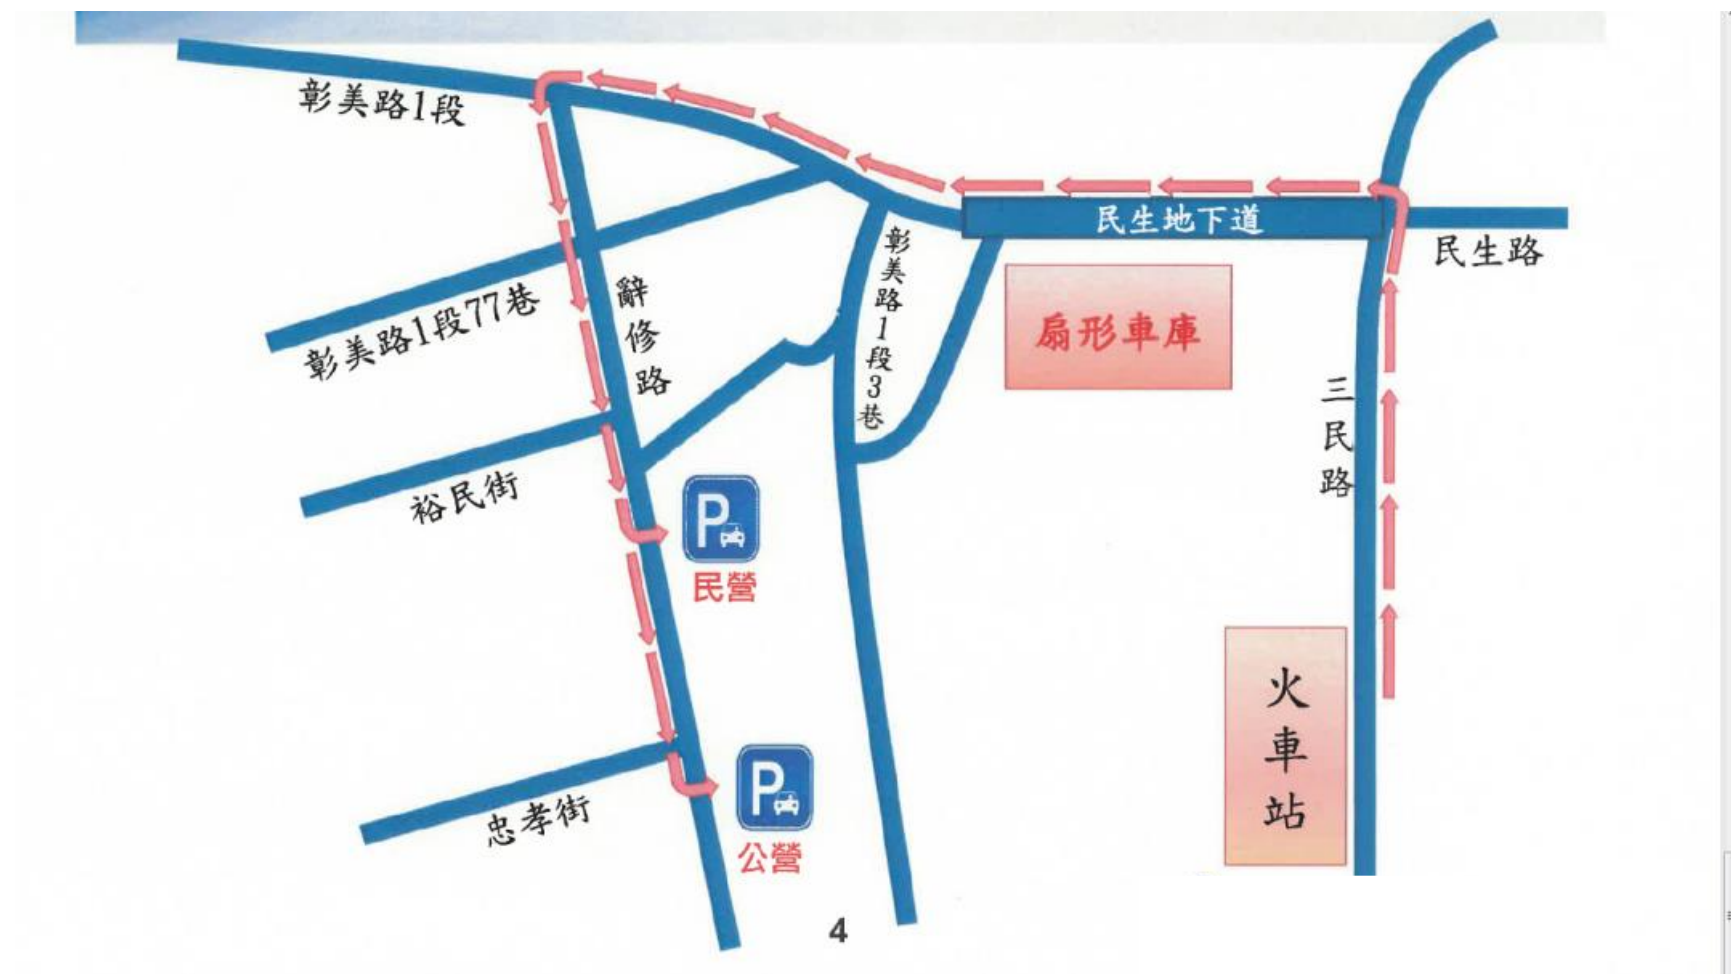 彰美路1段
民生地下道
民生路
彰美路1段3巷
扇形車庫
彰美路1段77巷
辭修路
三民路
裕民街
P
民營
火車站
P
忠孝街
公營
4